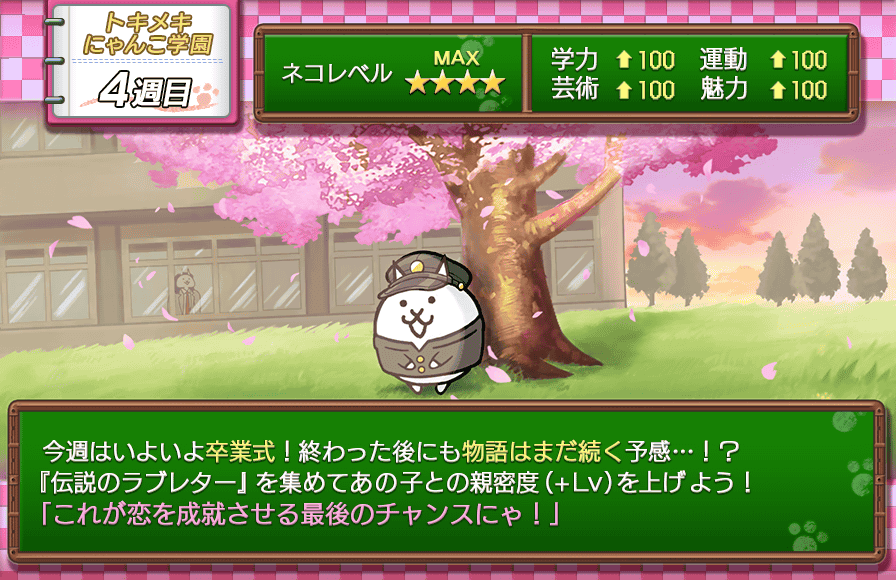 トキメキ
にゃんこ学園
4週目
ネコレベル
MAX
★★★★
学力 ⬆100 運動 ⬆100
芸術 ⬆100 魅力 ⬆100
今週はいよいよ卒業式！終わった後にも物語はまだ続く予感…！？
『伝説のラブレター』を集めてあの子との親密度（+Lv）を上げよう！
「これが恋を成就させる最後のチャンスにゃ！」